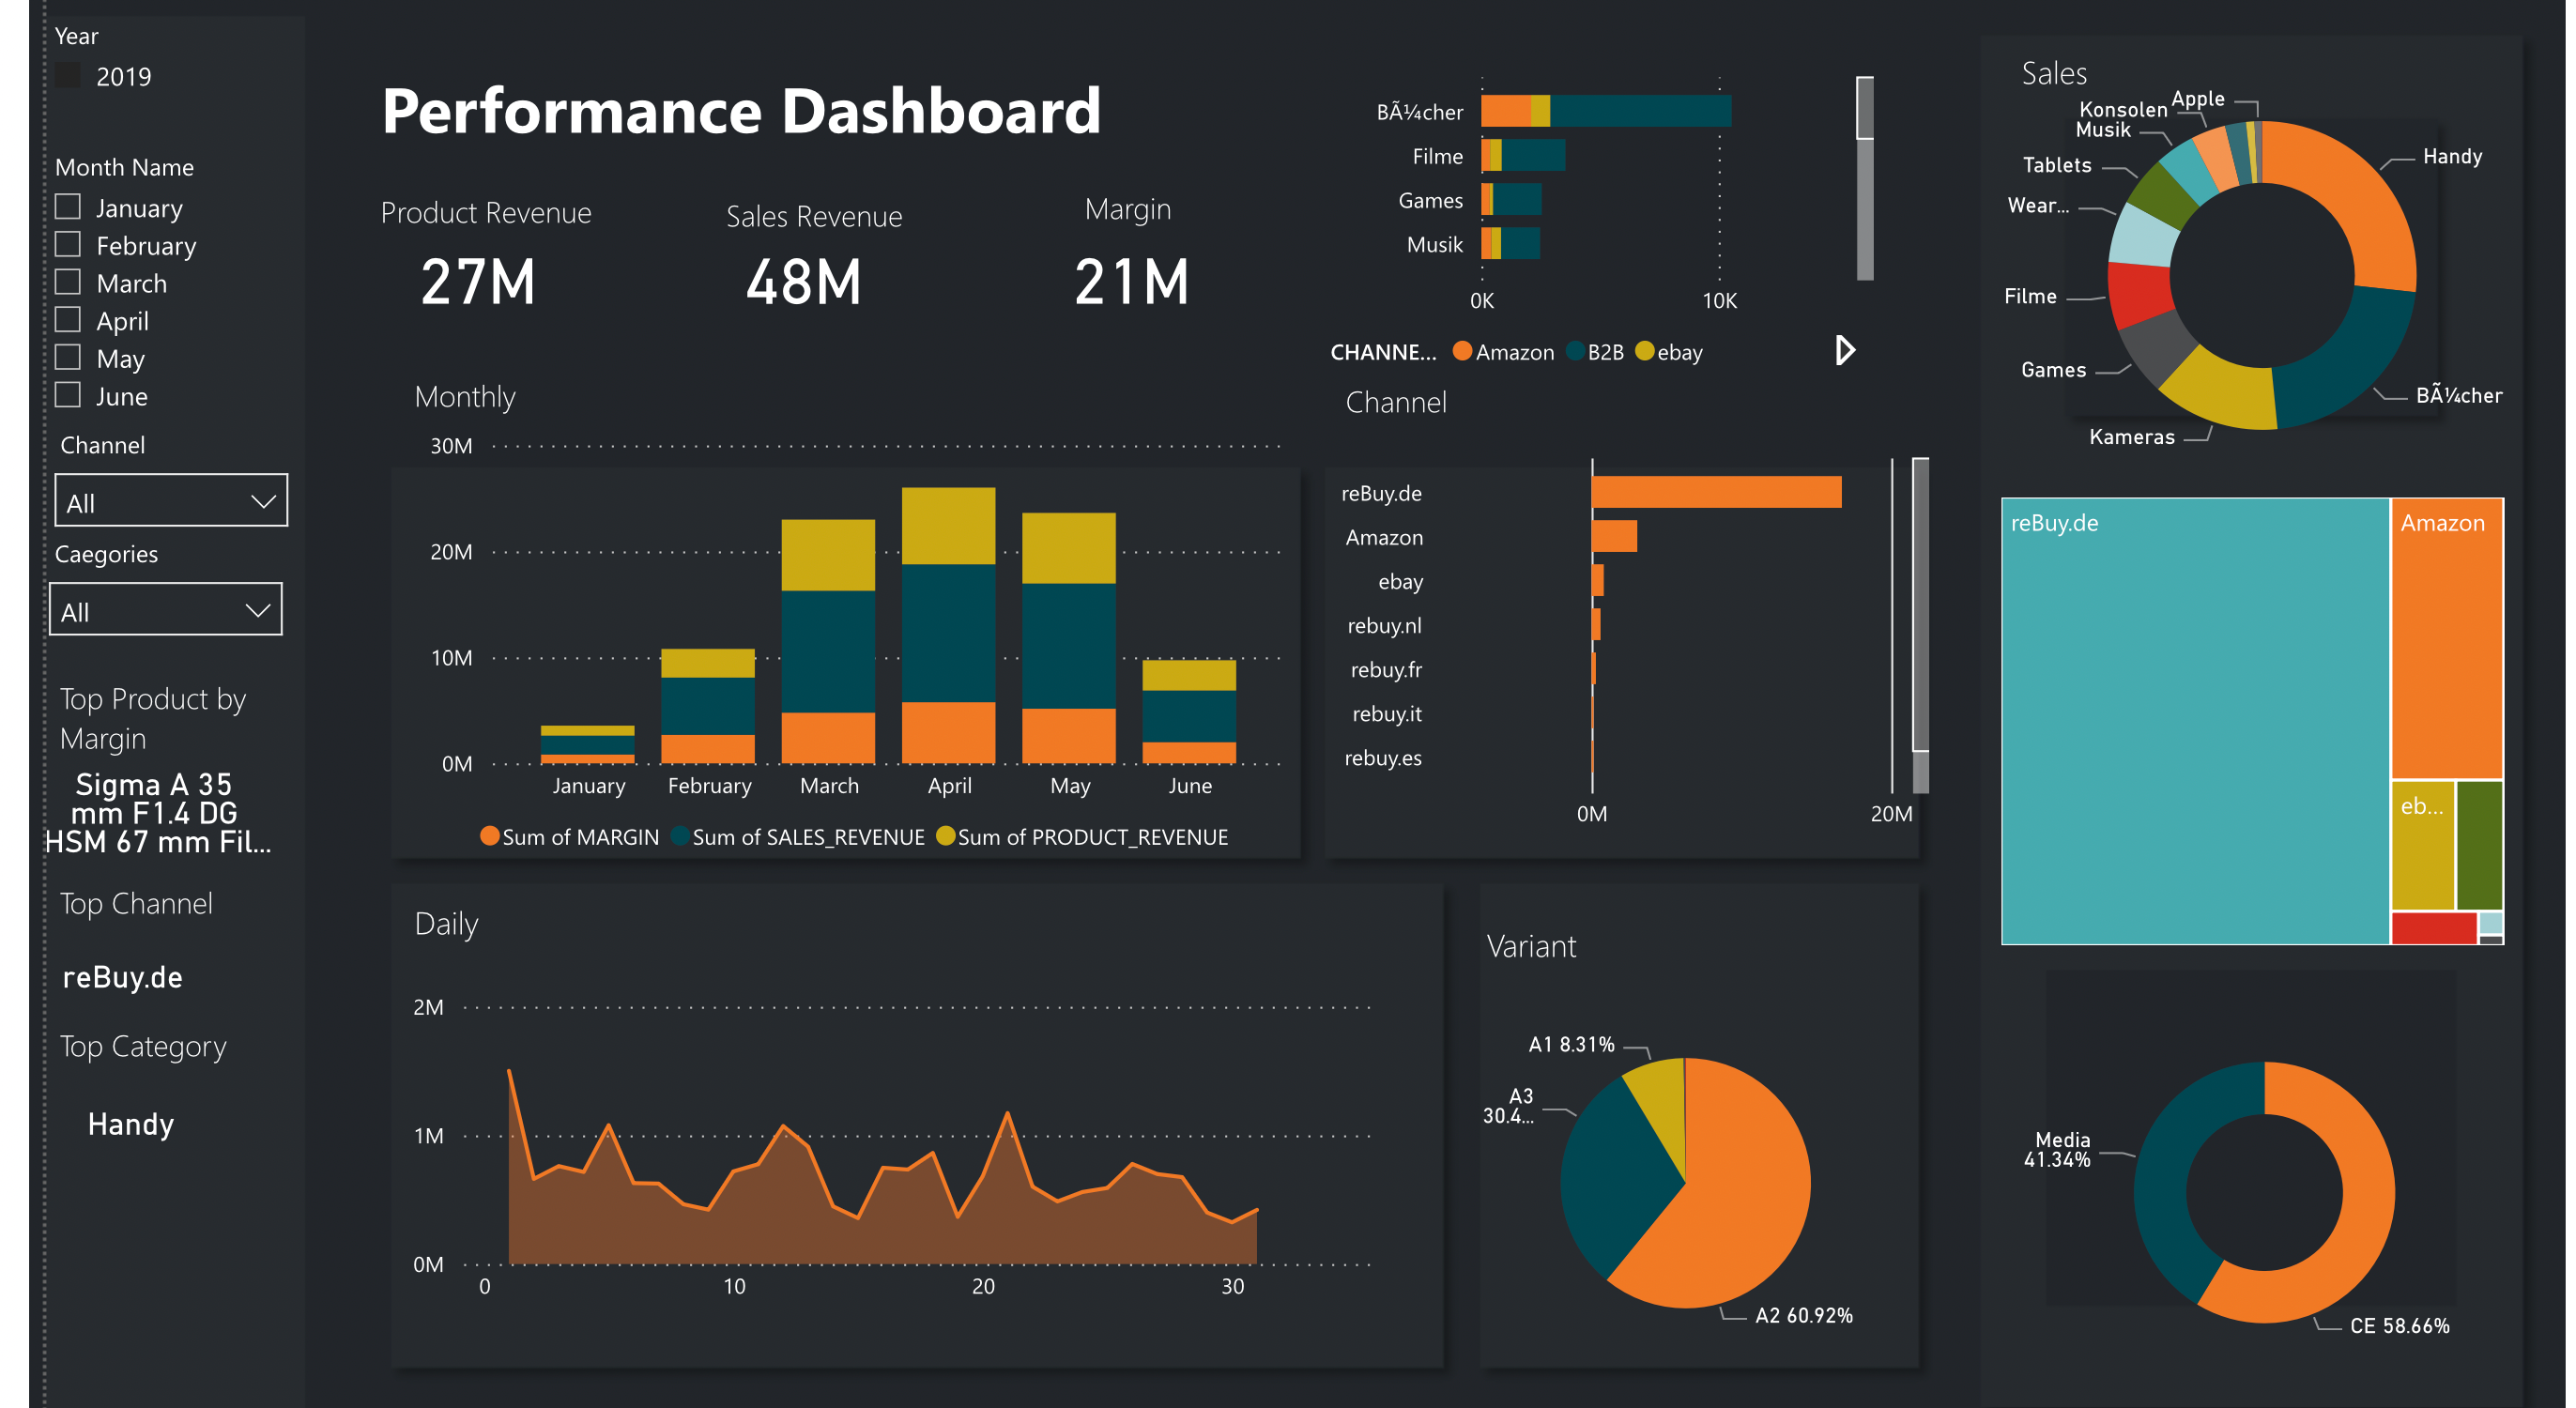 Year
2019
Month Name
January
February
March
April
May
June
Channel
All
Caegories
All
Top Product by
Margin
Sigma A 35
mm F1.4 DG
HSM 67 mm Fil...
Top Channel
reBuy.de
Top Category
Handy
Performance Dashboard
Product Revenue
27M
Sales Revenue
48M
Margin
21M
BÃ¼cher
Filme
Games
Musik
0K 10K
CHANNE... Amazon B2B ebay
Monthly
30M
20M
10M
0M
January February March April May June
Sum of MARGIN Sum of SALES_REVENUE Sum of PRODUCT_REVENUE
Channel
reBuy.de
Amazon
ebay
rebuy.nl
rebuy.fr
rebuy.it
rebuy.es
0M 20M
Daily
2M
1M
0M
0 10 20 30
Variant
A1 8.31%
A3
30.4...
A2 60.92%
Sales
Apple
Konsolen
Musik
Tablets
Wear...
Filme
Games
Kameras
Handy
BÃ¼cher
reBuy.de
Amazon
eb...
Media
41.34%
CE 58.66%